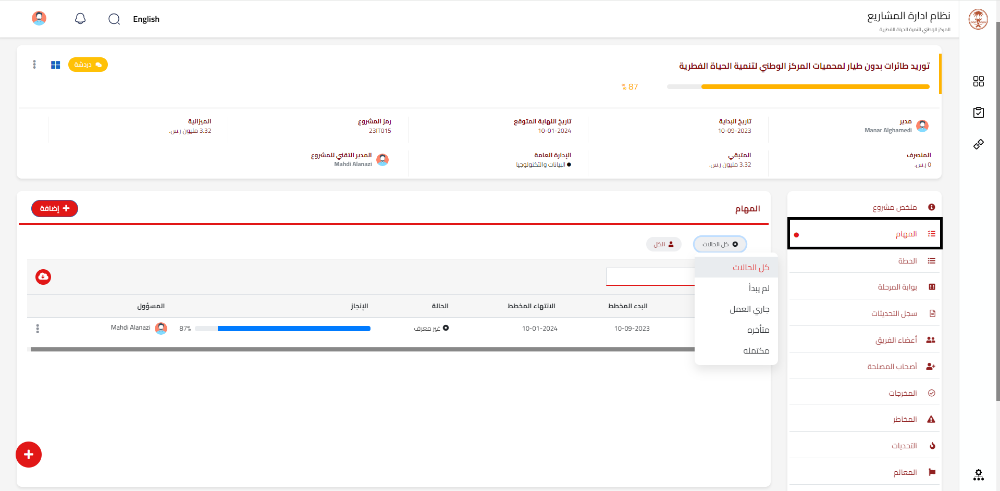 نظام ادارة المشاريع
المركز الوطني لتنمية الحياة الفطرية
English
توريد طائرات بدون طيار لمحميات المركز الوطني لتنمية الحياة الفطرية
87 %
دردشة
مدير
Manar Alghamedi
تاريخ البداية
10-09-2023
تاريخ النهاية المتوقع
10-01-2024
رمز المشروع
23IT015
الميزانية
3.32 مليون ر.س.
المنصرف
0 ر.س.
المتبقي
3.32 مليون ر.س.
الإدارة العامة
البيانات والتكنولوجيا
المدير التقني للمشروع
Mahdi Alanazi
ملخص مشروع
المهام
الخطة
بوابة المرحلة
سجل التحديثات
أعضاء الفريق
أصحاب المصلحة
المخرجات
المخاطر
التحديات
المعالم
المهام
إضافة
كل الحالات
الكل
كل الحالات
لم يبدأ
جاري العمل
متأخره
مكتمله
البدء المخطط
الانتهاء المخطط
الحالة
الإنجاز
المسؤول
10-09-2023
10-01-2024
غير معرف
87%
Mahdi Alanazi